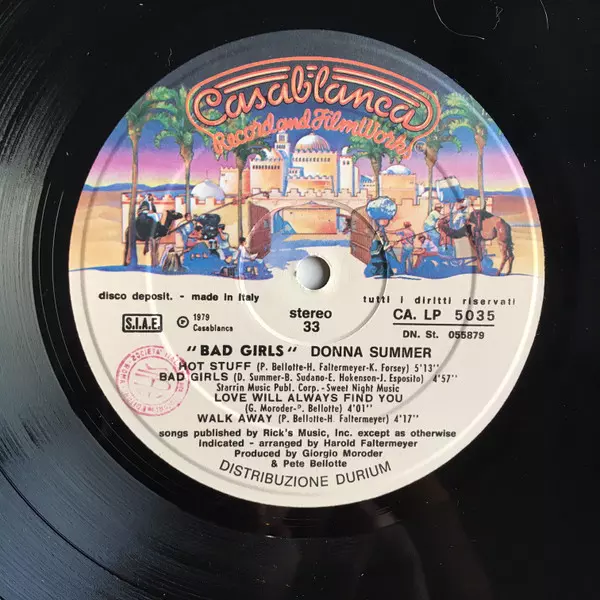 Casablanca
Record and FilmWorks
disco deposit. - made in Italy
stereo
33
tutti i diritti riservati
S.I.A.E.
℗ 1979
Casablanca
CA. LP 5035
DN. St. 055879
"BAD GIRLS" DONNA SUMMER
HOT STUFF (P. Bellotte-H. Faltermeyer-K. Forsey) 5'13"
BAD GIRLS (D. Summer-B. Sudano-E. Hokenson-J. Esposito) 4'57"
Starrin Music Publ. Corp. - Sweet Night Music
LOVE WILL ALWAYS FIND YOU
(G. Moroder-P. Bellotte) 4'01"
WALK AWAY (P. Bellotte-H. Faltermeyer) 4'17"
songs published by Rick's Music, Inc. except as otherwise
Indicated - arranged by Harold Faltermeyer
Produced by Giorgio Moroder
& Pete Bellotte
DISTRIBUZIONE DURIUM